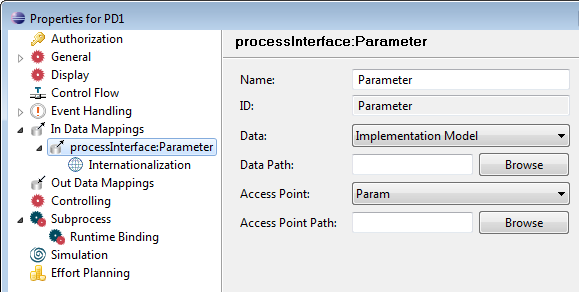 Properties for PD1
Authorization
General
Display
Control Flow
Event Handling
In Data Mappings
processInterface:Parameter
Internationalization
Out Data Mappings
Controlling
Subprocess
Runtime Binding
Simulation
Effort Planning
processInterface:Parameter
Name: Parameter
ID: Parameter
Data: Implementation Model
Data Path: Browse
Access Point: Param
Access Point Path: Browse